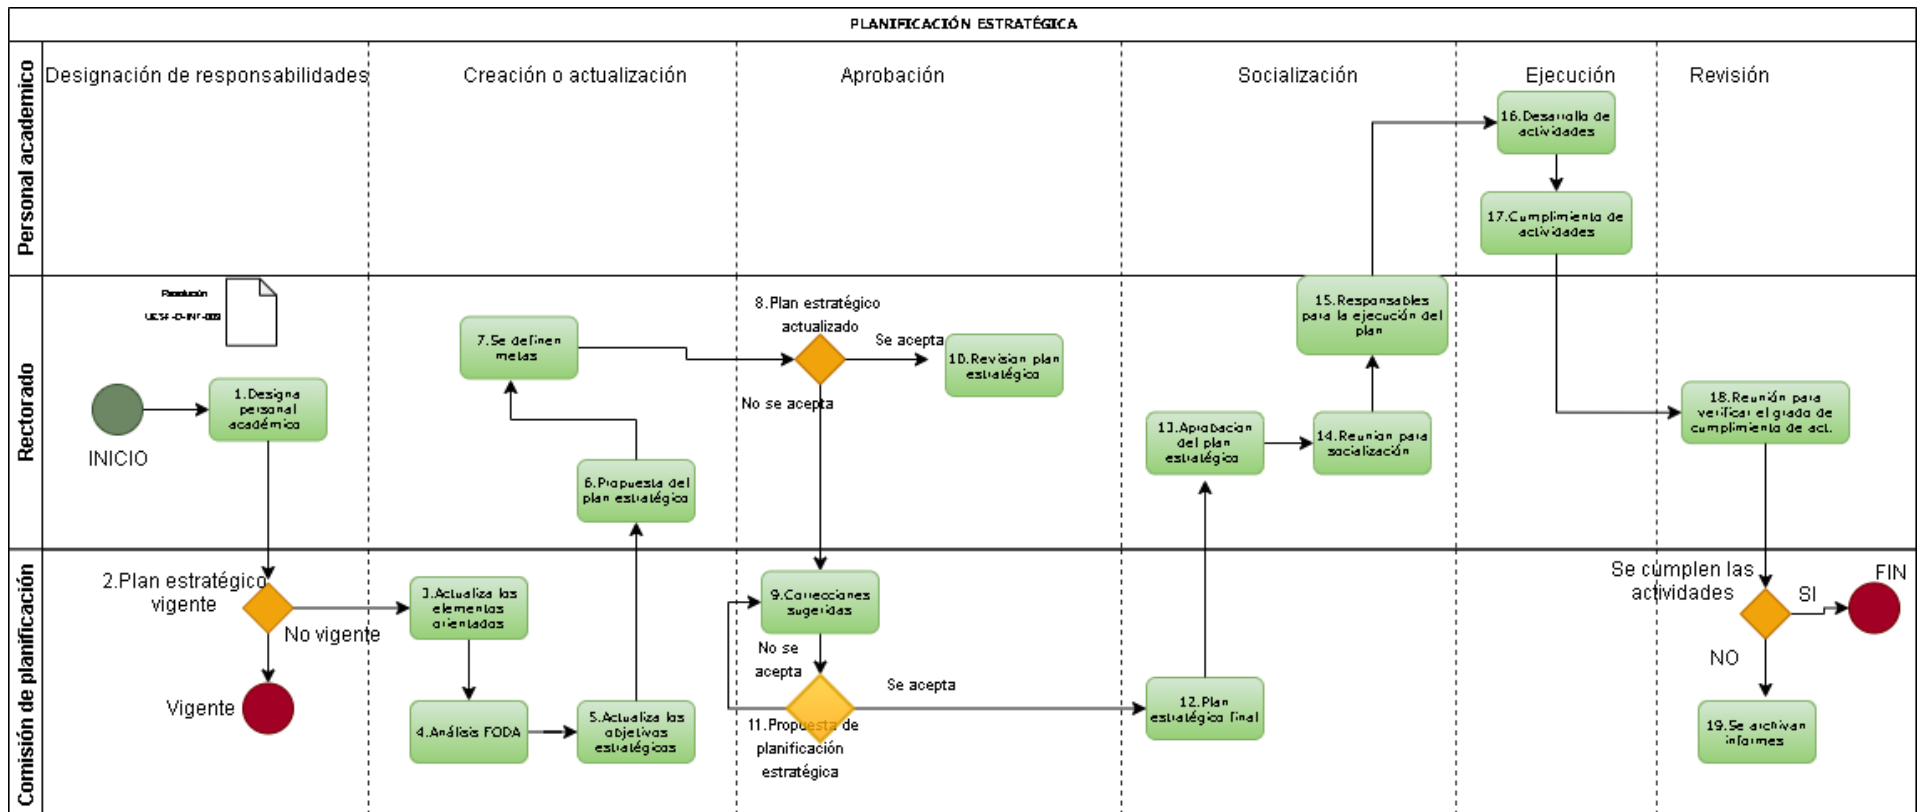 PLANIFICACIÓN ESTRATÉGICA
Personal academico
Rectorado
Comisión de planificación
Designación de responsabilidades
Creación o actualización
Aprobación
Socialización
Ejecución
Revisión
16.Desarrollo de
actividades
17.Cumplimiento de
actividades
Resolución
INICIO
1.Designa
personal
académico
7.Se definen
metas
6.Propuesta del
plan estratégico
8.Plan estratégico
actualizado
Se acepta
No se acepta
10.Revision plan
estratégico
13.Aprobacion
del plan
estratégico
14.Reunion para
socialización
15.Responsables
para la ejecución del
plan
18.Reunión para
verificar el grado de
cumplimiento de act.
2.Plan estratégico
vigente
No vigente
Vigente
3.Actualiza los
elementos
orientados
4.Análisis FODA
5.Actualiza los
objetivos
estratégicos
9.Correcciones
sugeridas
No se
acepta
Se acepta
11.Propuesta de
planificación
estratégica
12.Plan
estratégico final
Se cumplen las
actividades
SI
FIN
NO
19.Se archivan
informes